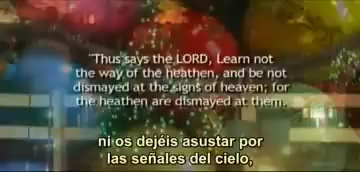 "Thus says the LORD, Learn not
the way of the heathen, and be not
dismayed at the signs of heaven; for
the heathen are dismayed at them.
ni os dejéis asustar por
las señales del cielo,